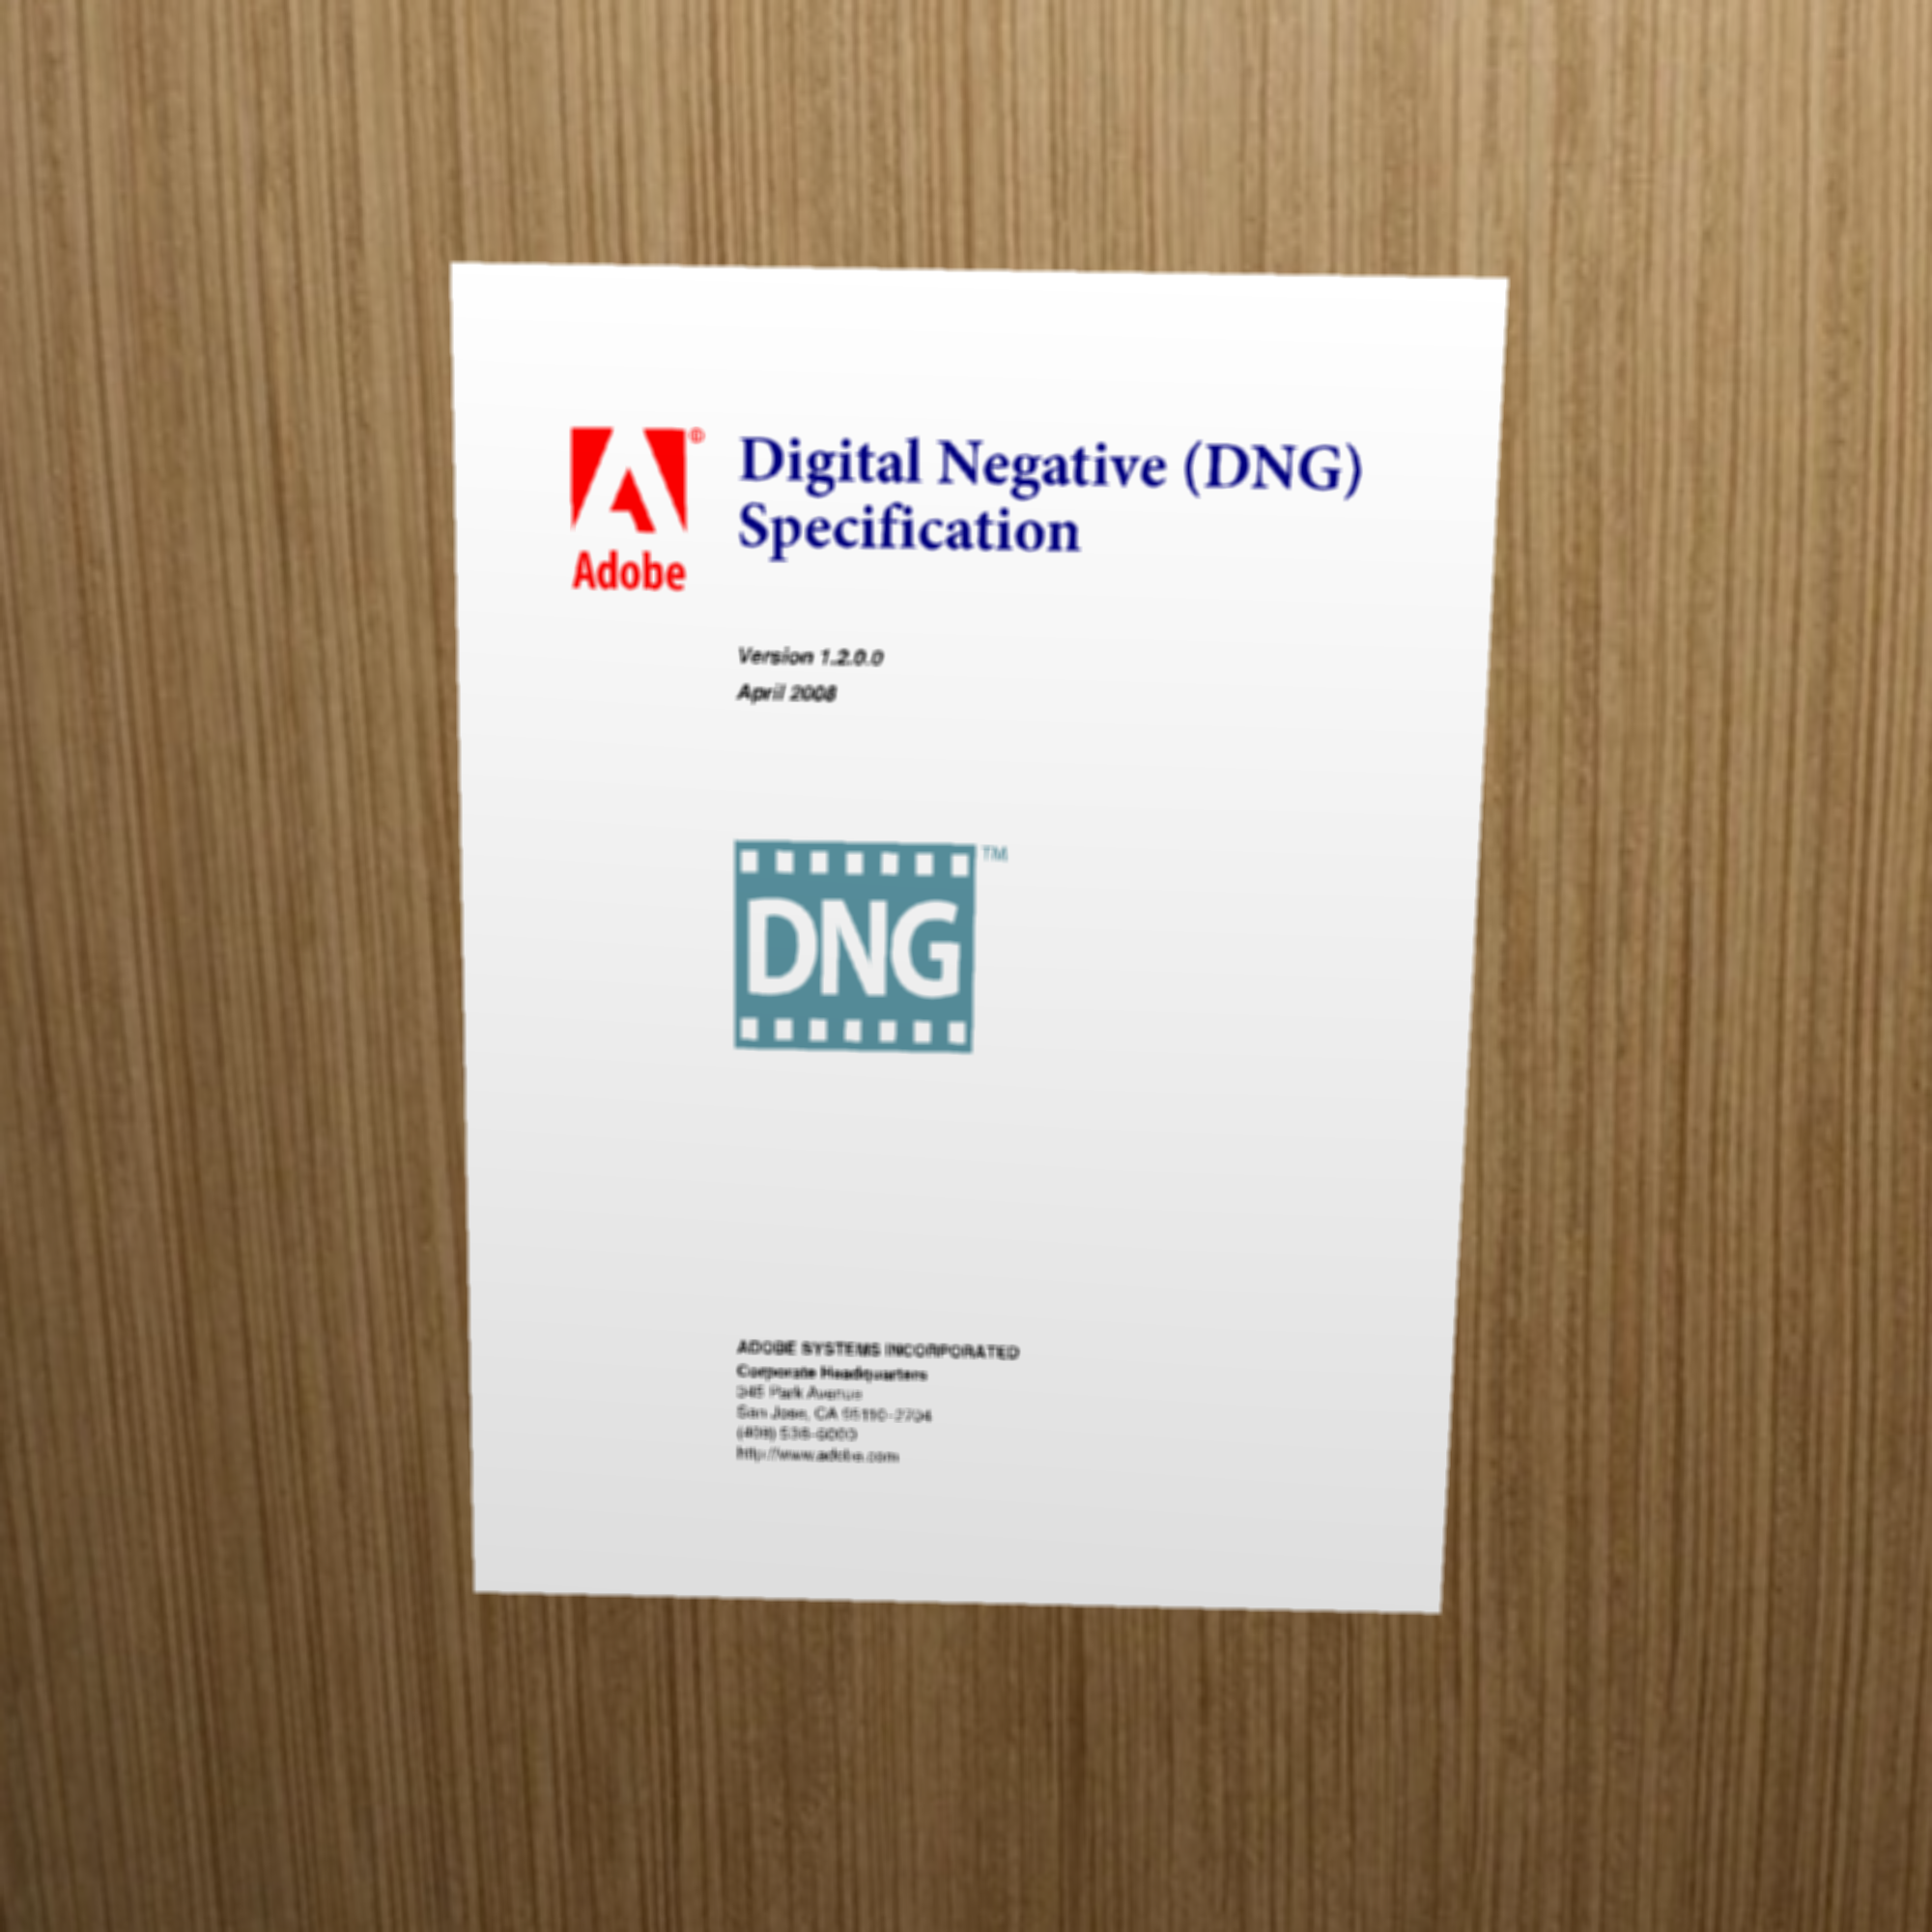 Digital Negative (DNG)
Specification
Adobe
Version 1.2.0.0
April 2008
DNG™
ADOBE SYSTEMS INCORPORATED
Corporate Headquarters
345 Park Avenue
San Jose, CA 95110-2704
(408) 536-6000
http://www.adobe.com